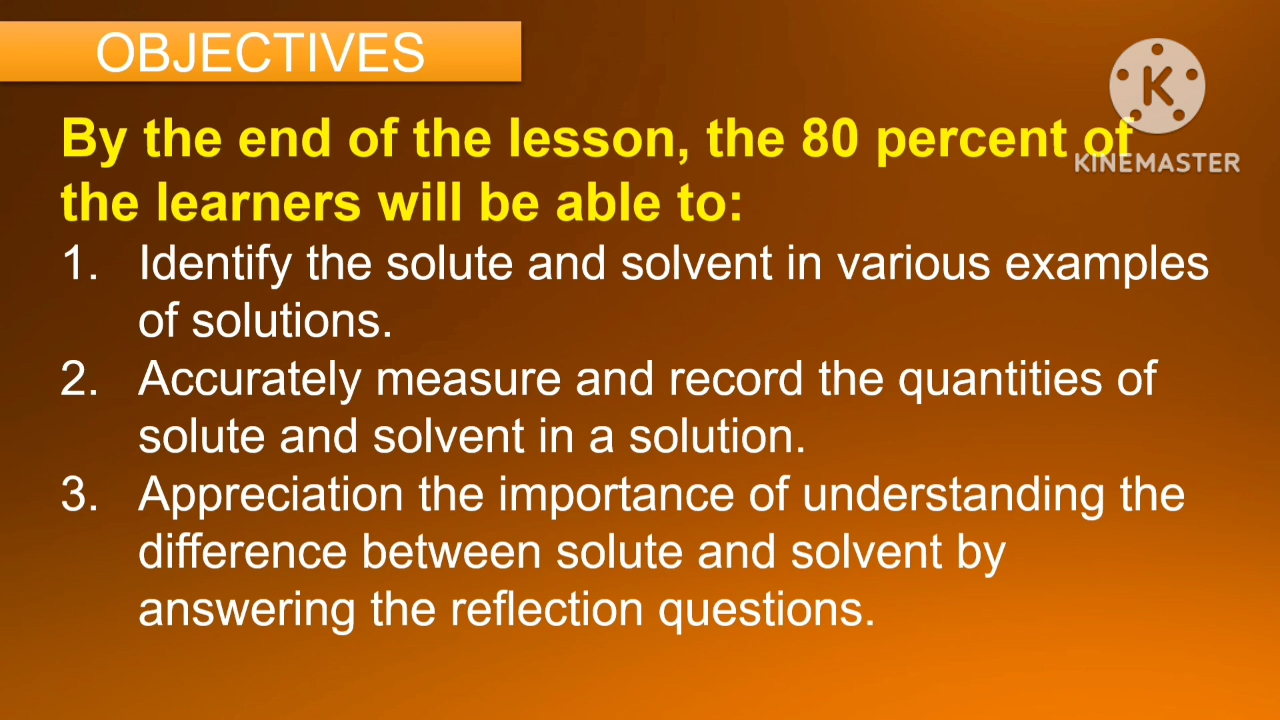 OBJECTIVES
K
KINEMASTER
By the end of the lesson, the 80 percent of
the learners will be able to:
1. Identify the solute and solvent in various examples
of solutions.
2. Accurately measure and record the quantities of
solute and solvent in a solution.
3. Appreciation the importance of understanding the
difference between solute and solvent by
answering the reflection questions.